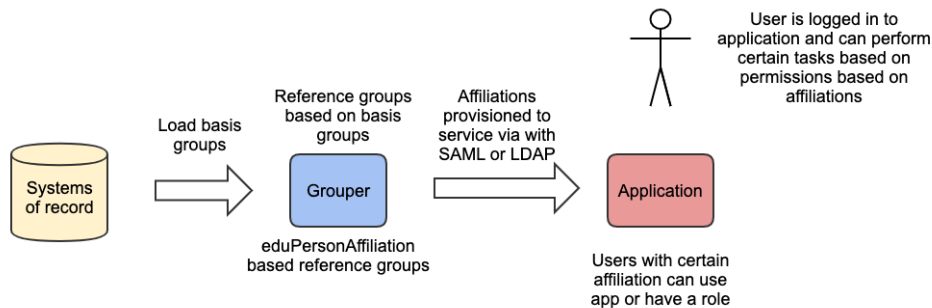 User is logged in to
application and can perform
certain tasks based on
permissions based on
affiliations
Reference groups
based on basis
groups
Affiliations
provisioned to
service via with
SAML or LDAP
Load basis
groups
Systems
of record
Grouper
Application
eduPersonAffiliation
based reference groups
Users with certain
affiliation can use
app or have a role